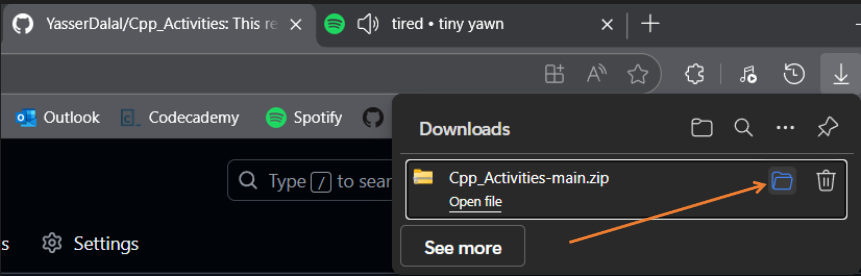 YasserDalal/Cpp_Activities: This re
tired • tiny yawn
A
Outlook
Codecademy
Spotify
Downloads
Type / to sear
Cpp_Activities-main.zip
Open file
s
Settings
See more